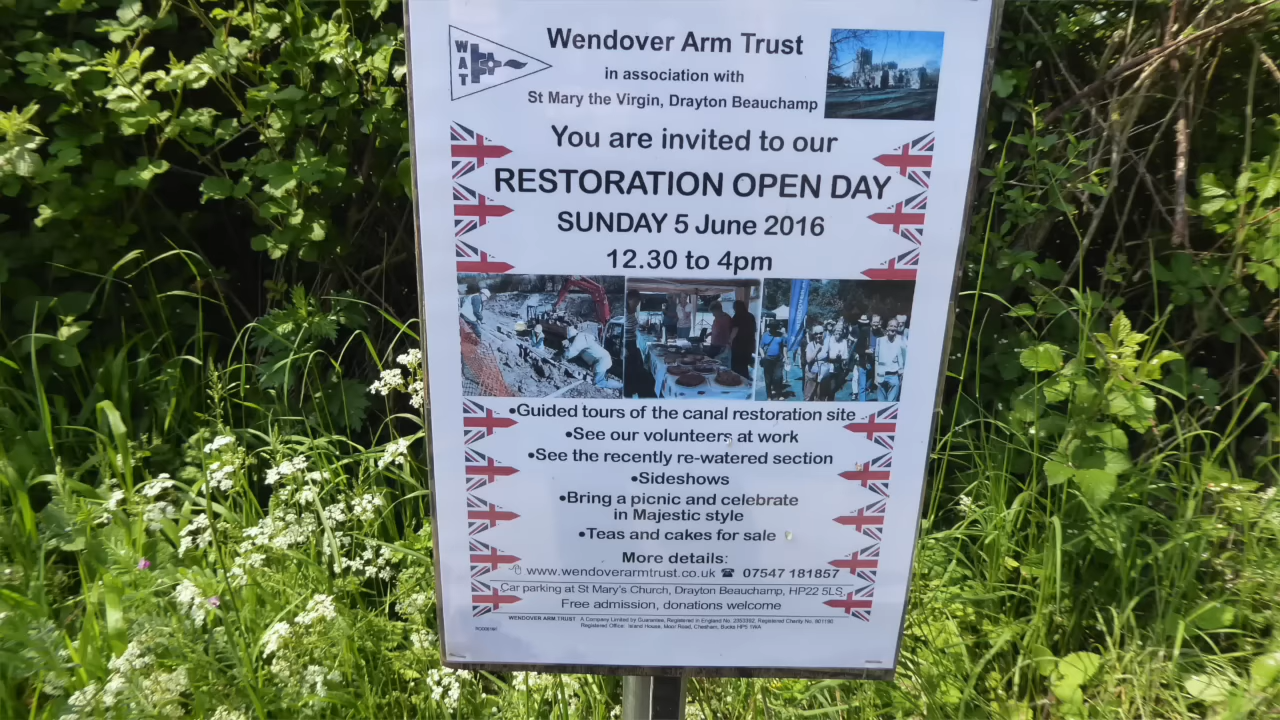 WAT
Wendover Arm Trust
in association with
St Mary the Virgin, Drayton Beauchamp
You are invited to our
RESTORATION OPEN DAY
SUNDAY 5 June 2016
12.30 to 4pm
•Guided tours of the canal restoration site
•See our volunteers at work
•See the recently re-watered section
•Sideshows
•Bring a picnic and celebrate
in Majestic style
•Teas and cakes for sale
More details:
www.wendoverarmtrust.co.uk ☎ 07547 181857
Car parking at St Mary's Church, Drayton Beauchamp, HP22 5LS
Free admission, donations welcome
WENDOVER ARM TRUST A Company Limited by Guarantee, Registered in England No. Registered Charity No.
Registered Office: Island House, Moor Road, Chesham, Bucks HP5 1WA